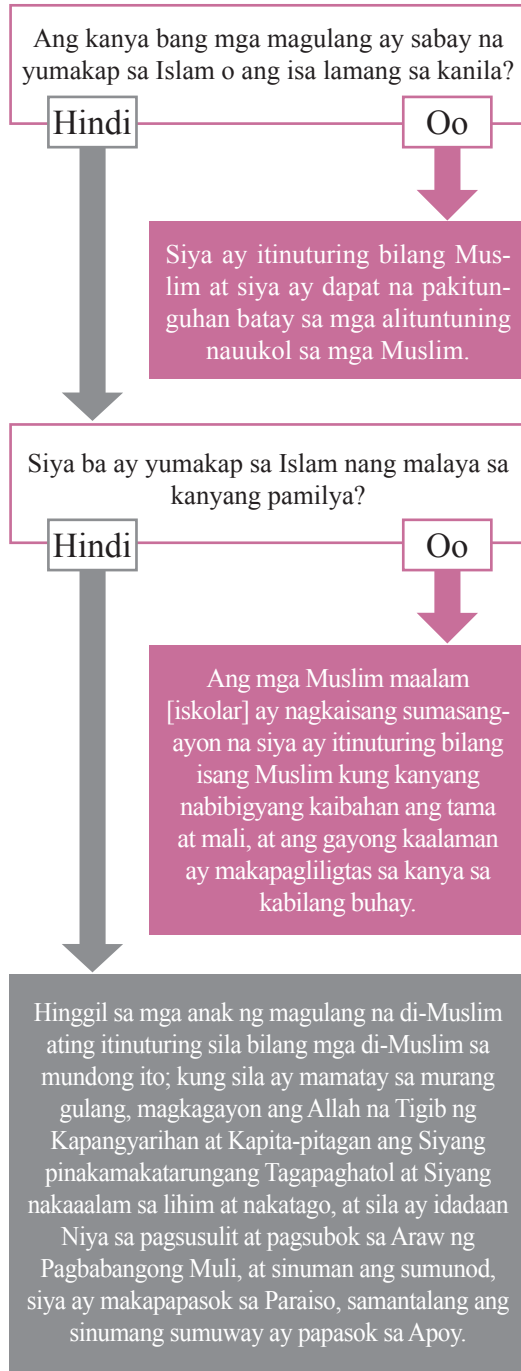 Ang kanya bang mga magulang ay sabay na
yumakap sa Islam o ang isa lamang sa kanila?
Hindi
Oo
Siya ay itinuturing bilang Mus-
lim at siya ay dapat na pakitun-
guhan batay sa mga alituntuning
nauukol sa mga Muslim.
Siya ba ay yumakap sa Islam nang malaya sa
kanyang pamilya?
Hindi
Oo
Ang mga Muslim maalam
[iskolar] ay nagkaisang sumasang-
ayon na siya ay itinuturing bilang
isang Muslim kung kanyang
nabibigyang kaibahan ang tama
at mali, at ang gayong kaalaman
ay makapagliligtas sa kanya sa
kabilang buhay.
Hinggil sa mga anak ng magulang na di-Muslim
ating itinuturing sila bilang mga di-Muslim sa
mundong ito; kung sila ay mamatay sa murang
gulang, magkagayon ang Allah na Tigib ng
Kapangyarihan at Kapita-pitagan ang Siyang
pinakamakatarungang Tagapaghatol at Siyang
nakaaalam sa lihim at nakatago, at sila ay idadaan
Niya sa pagsusulit at pagsubok sa Araw ng
Pagbabangong Muli, at sinuman ang sumunod,
siya ay makapapasok sa Paraiso, samantalang ang
sinumang sumuway ay papasok sa Apoy.